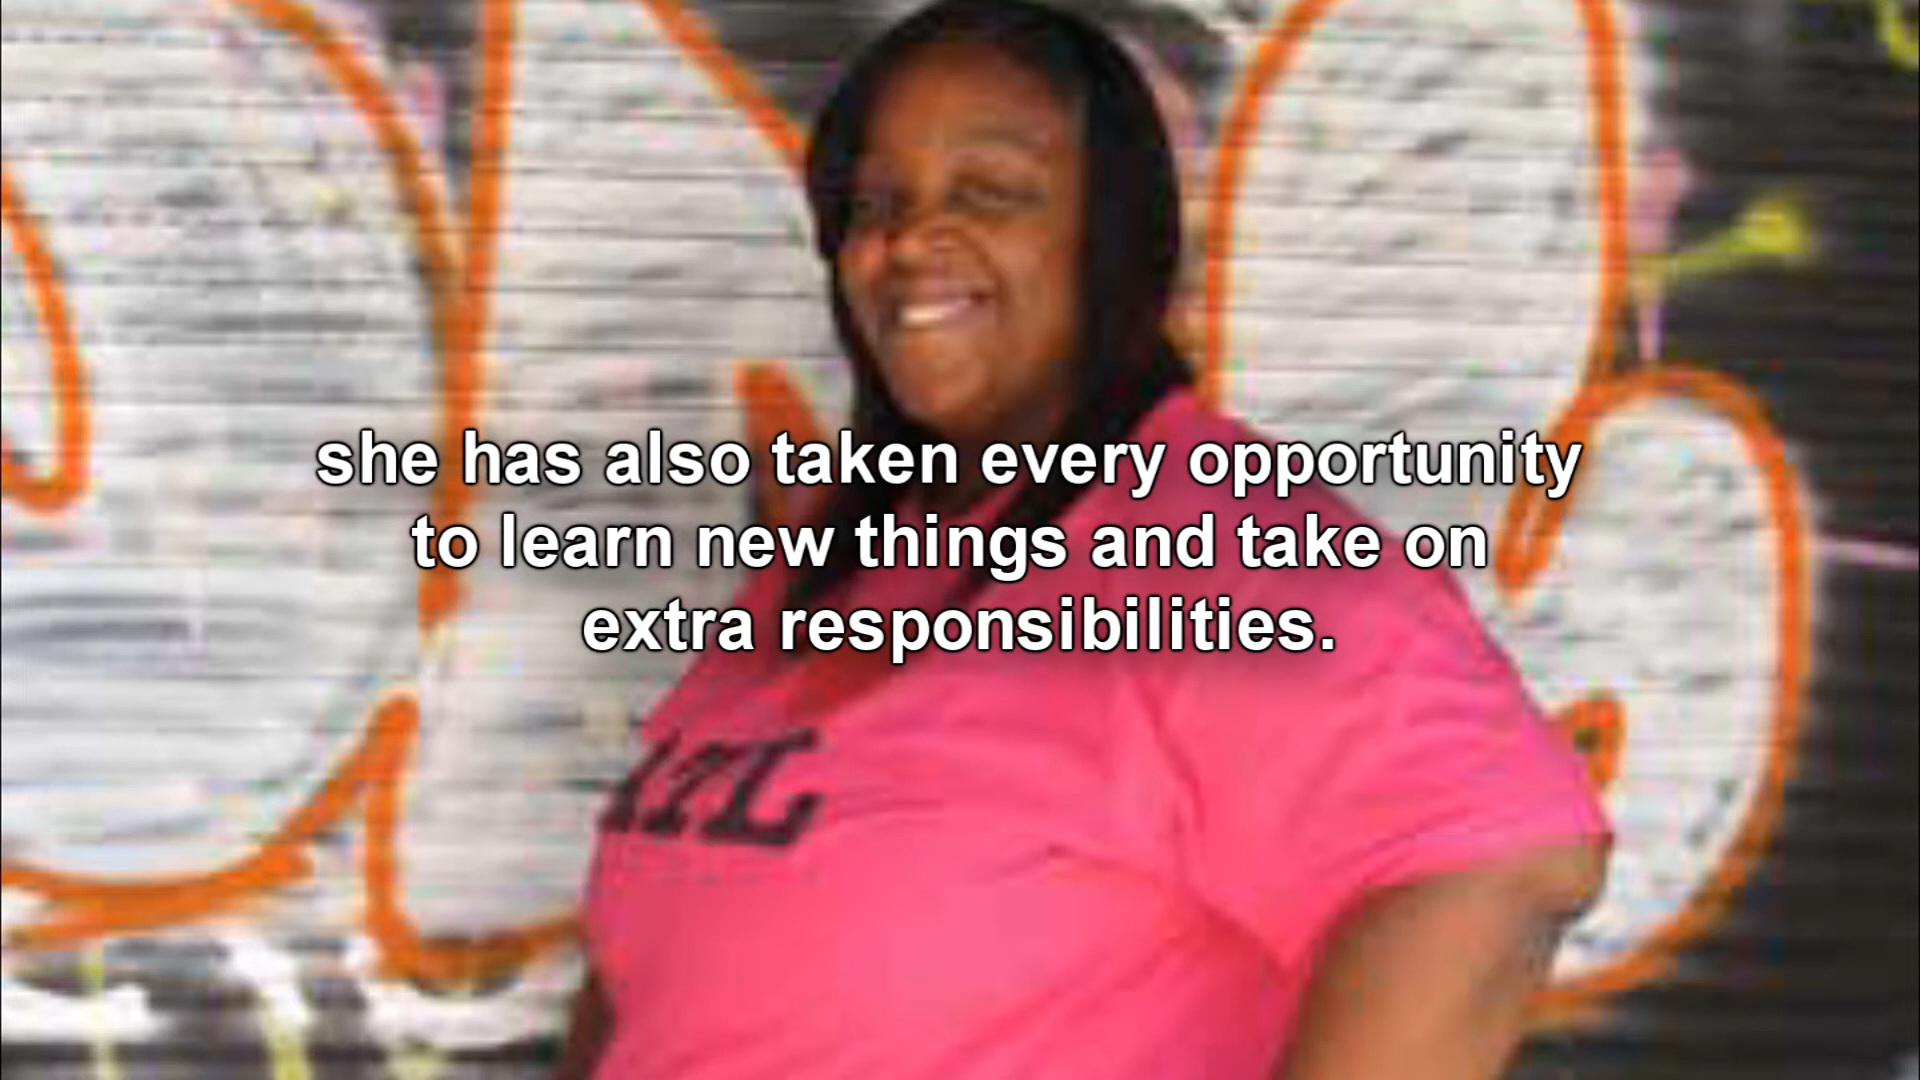 she has also taken every opportunity
to learn new things and take on
extra responsibilities.